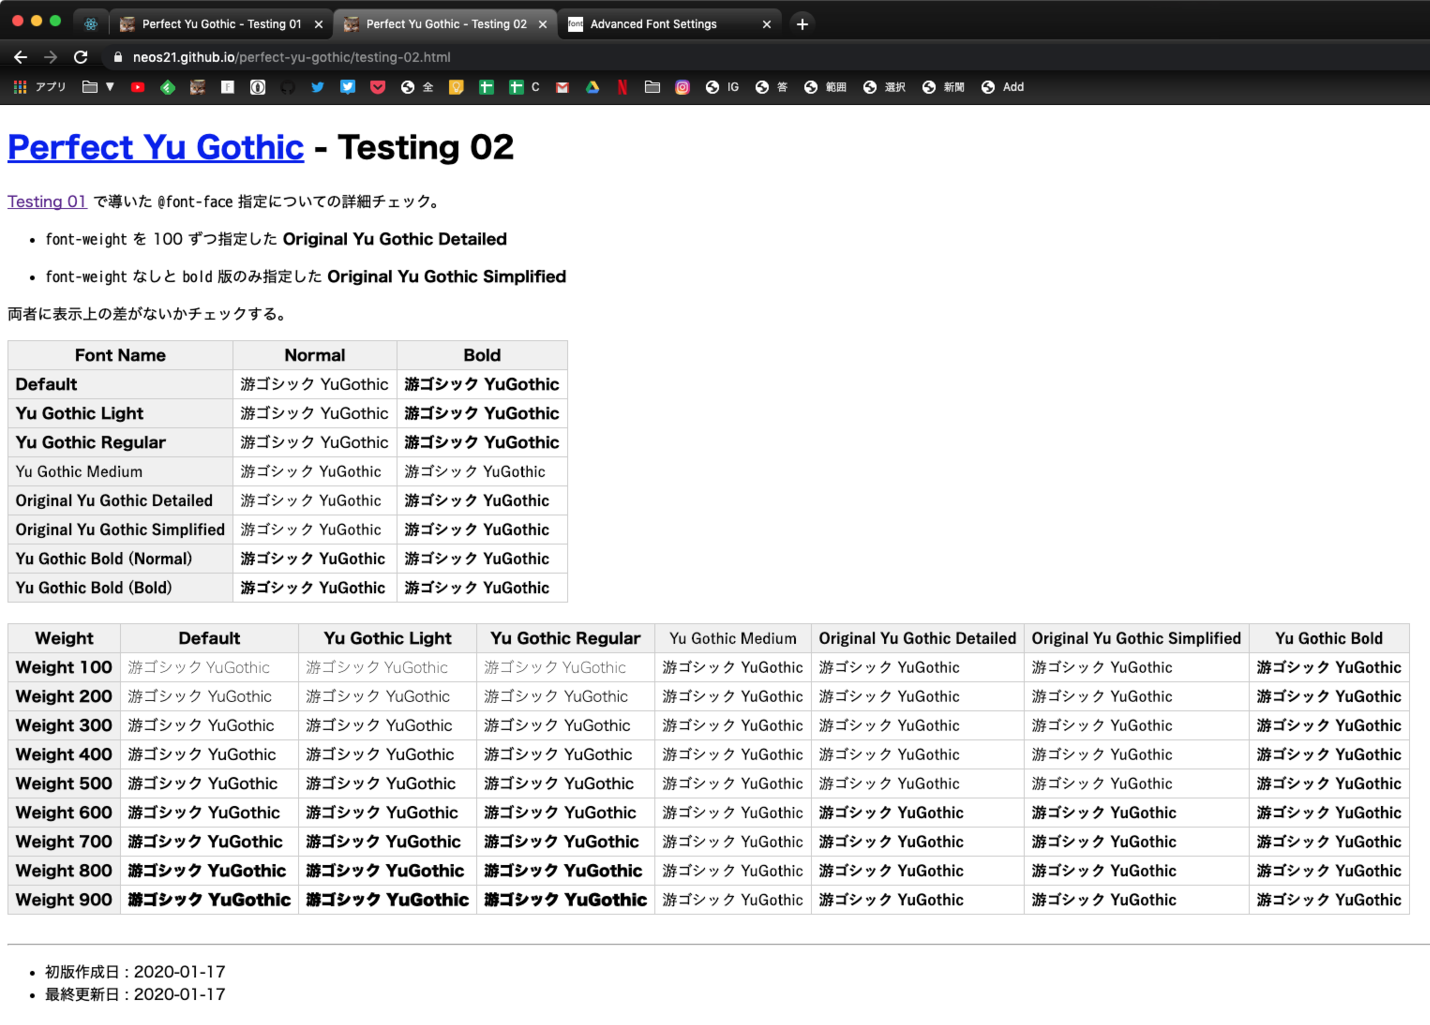 Perfect Yu Gothic - Testing 01
Perfect Yu Gothic - Testing 02
font Advanced Font Settings
neos21.github.io/perfect-yu-gothic/testing-02.html
アプリ ▼ F 全 C IG 答 範囲 選択 新聞 Add
Perfect Yu Gothic - Testing 02
Testing 01 で導いた @font-face 指定についての詳細チェック。
• font-weight を 100 ずつ指定した Original Yu Gothic Detailed
• font-weight なしと bold 版のみ指定した Original Yu Gothic Simplified
両者に表示上の差がないかチェックする。
Font Name Normal Bold
Default 游ゴシック YuGothic 游ゴシック YuGothic
Yu Gothic Light 游ゴシック YuGothic 游ゴシック YuGothic
Yu Gothic Regular 游ゴシック YuGothic 游ゴシック YuGothic
Yu Gothic Medium 游ゴシック YuGothic 游ゴシック YuGothic
Original Yu Gothic Detailed 游ゴシック YuGothic 游ゴシック YuGothic
Original Yu Gothic Simplified 游ゴシック YuGothic 游ゴシック YuGothic
Yu Gothic Bold (Normal) 游ゴシック YuGothic 游ゴシック YuGothic
Yu Gothic Bold (Bold) 游ゴシック YuGothic 游ゴシック YuGothic
Weight Default Yu Gothic Light Yu Gothic Regular Yu Gothic Medium Original Yu Gothic Detailed Original Yu Gothic Simplified Yu Gothic Bold
Weight 100 游ゴシック YuGothic 游ゴシック YuGothic 游ゴシック YuGothic 游ゴシック YuGothic 游ゴシック YuGothic 游ゴシック YuGothic 游ゴシック YuGothic
Weight 200 游ゴシック YuGothic 游ゴシック YuGothic 游ゴシック YuGothic 游ゴシック YuGothic 游ゴシック YuGothic 游ゴシック YuGothic 游ゴシック YuGothic
Weight 300 游ゴシック YuGothic 游ゴシック YuGothic 游ゴシック YuGothic 游ゴシック YuGothic 游ゴシック YuGothic 游ゴシック YuGothic 游ゴシック YuGothic
Weight 400 游ゴシック YuGothic 游ゴシック YuGothic 游ゴシック YuGothic 游ゴシック YuGothic 游ゴシック YuGothic 游ゴシック YuGothic 游ゴシック YuGothic
Weight 500 游ゴシック YuGothic 游ゴシック YuGothic 游ゴシック YuGothic 游ゴシック YuGothic 游ゴシック YuGothic 游ゴシック YuGothic 游ゴシック YuGothic
Weight 600 游ゴシック YuGothic 游ゴシック YuGothic 游ゴシック YuGothic 游ゴシック YuGothic 游ゴシック YuGothic 游ゴシック YuGothic 游ゴシック YuGothic
Weight 700 游ゴシック YuGothic 游ゴシック YuGothic 游ゴシック YuGothic 游ゴシック YuGothic 游ゴシック YuGothic 游ゴシック YuGothic 游ゴシック YuGothic
Weight 800 游ゴシック YuGothic 游ゴシック YuGothic 游ゴシック YuGothic 游ゴシック YuGothic 游ゴシック YuGothic 游ゴシック YuGothic 游ゴシック YuGothic
Weight 900 游ゴシック YuGothic 游ゴシック YuGothic 游ゴシック YuGothic 游ゴシック YuGothic 游ゴシック YuGothic 游ゴシック YuGothic 游ゴシック YuGothic
• 初版作成日 : 2020-01-17
• 最終更新日 : 2020-01-17